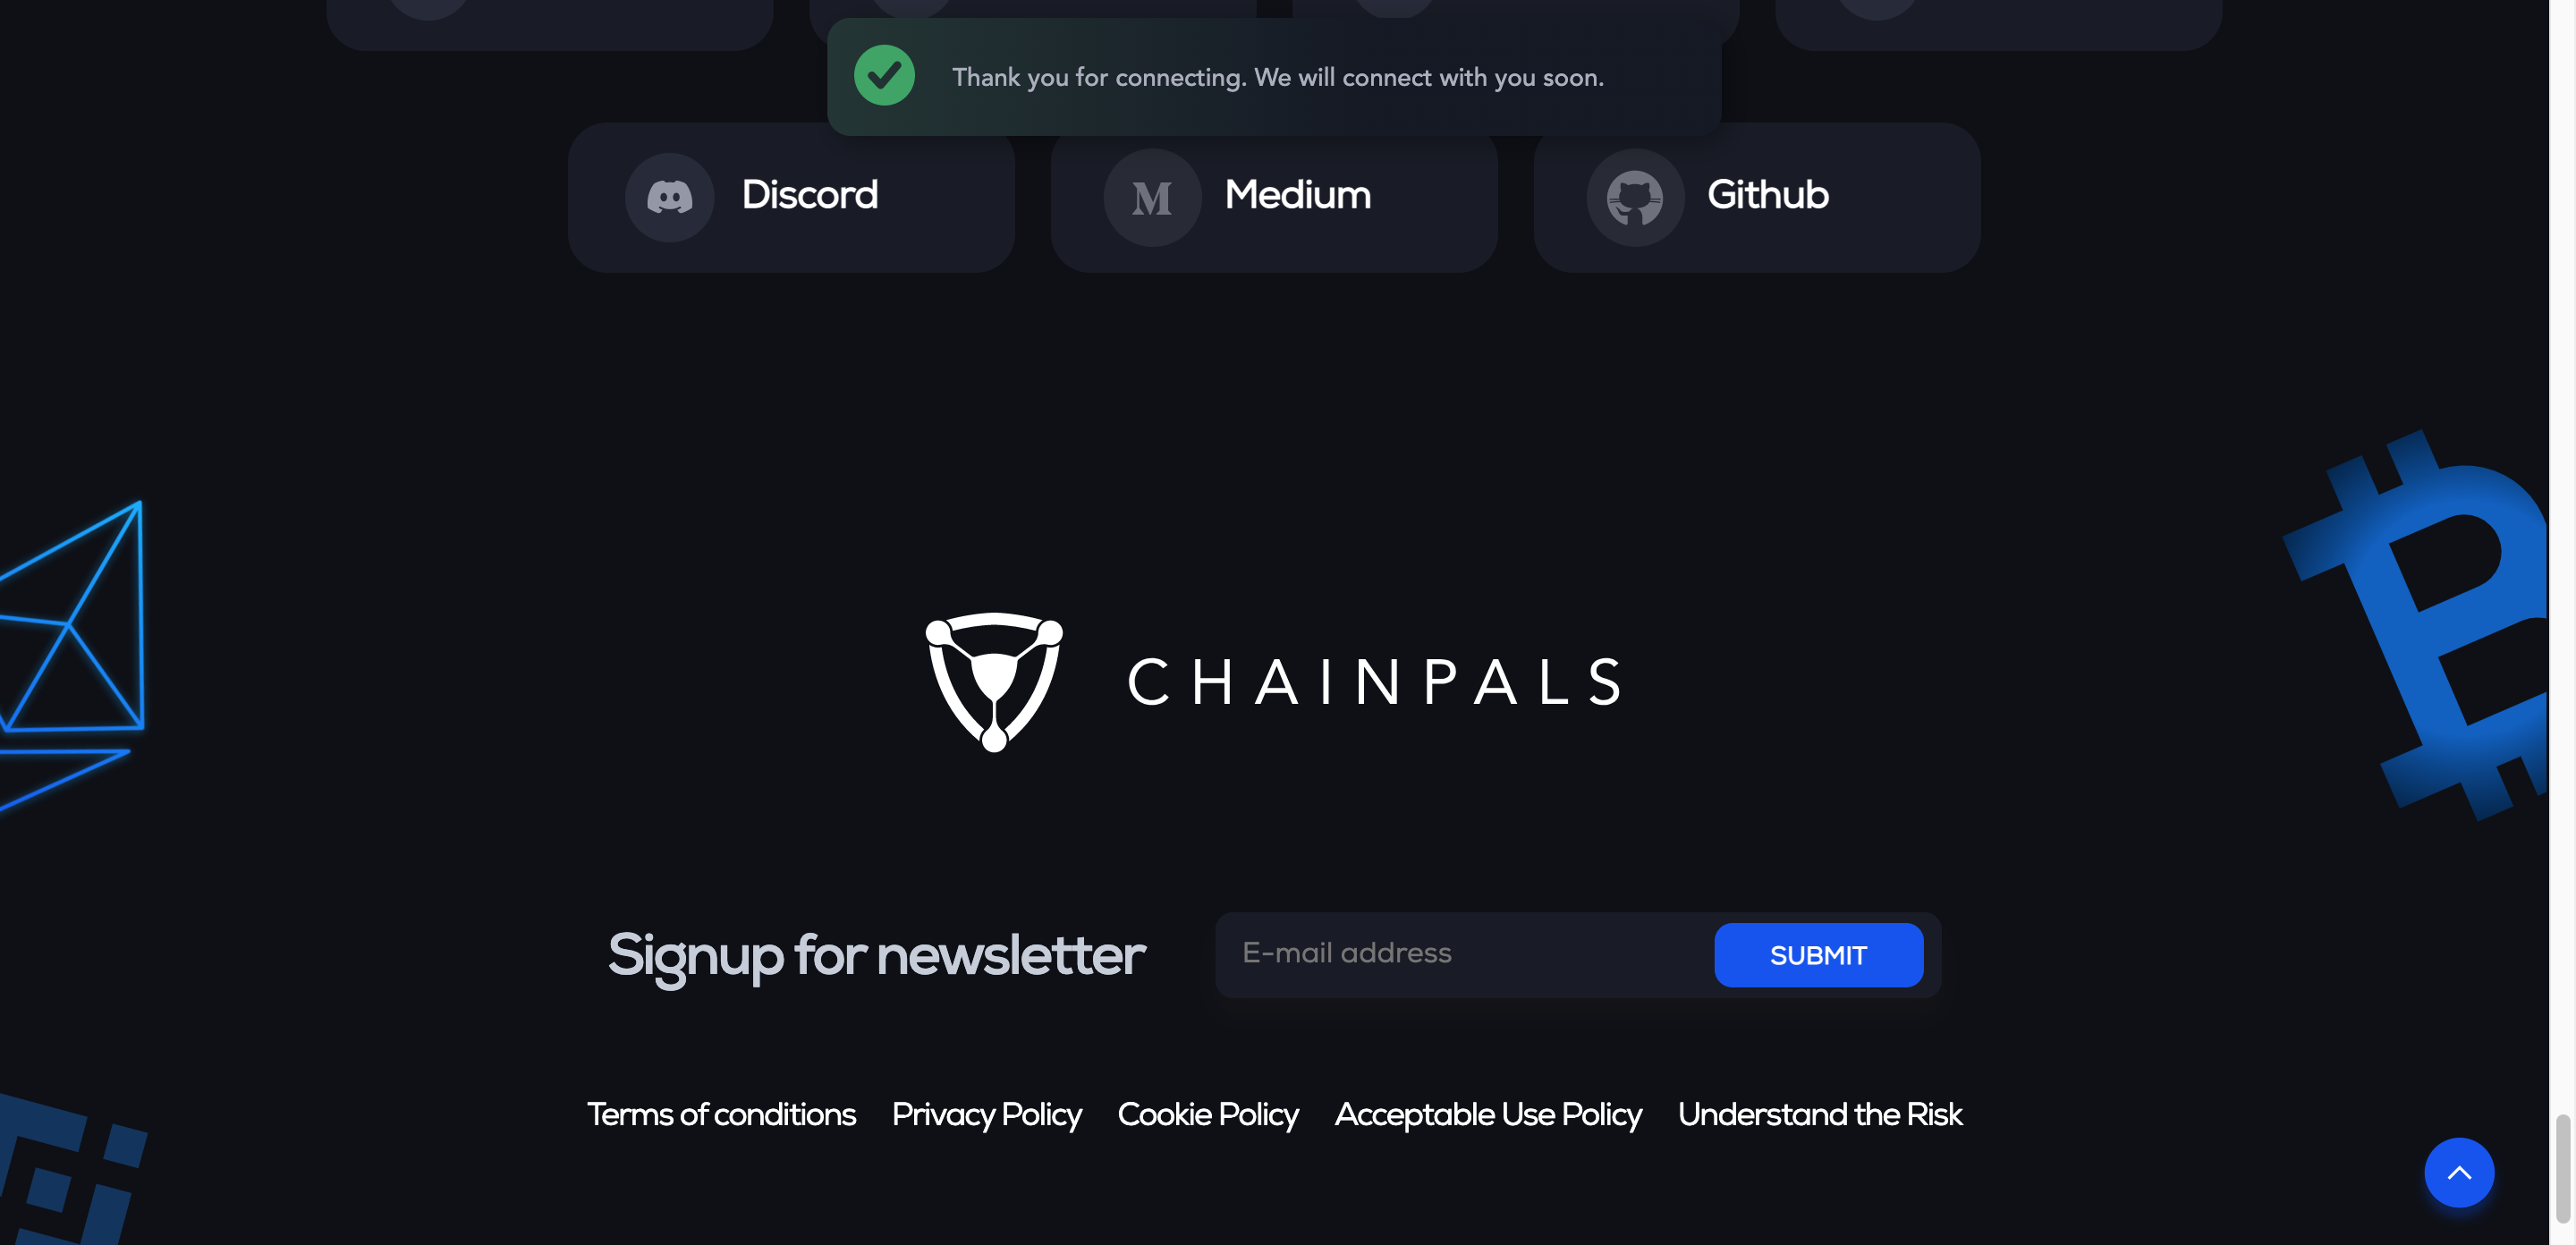 Thank you for connecting. We will connect with you soon.
Discord
Medium
Github
CHAINPALS
Signup for newsletter
E-mail address
SUBMIT
Terms of conditions Privacy Policy Cookie Policy Acceptable Use Policy Understand the Risk